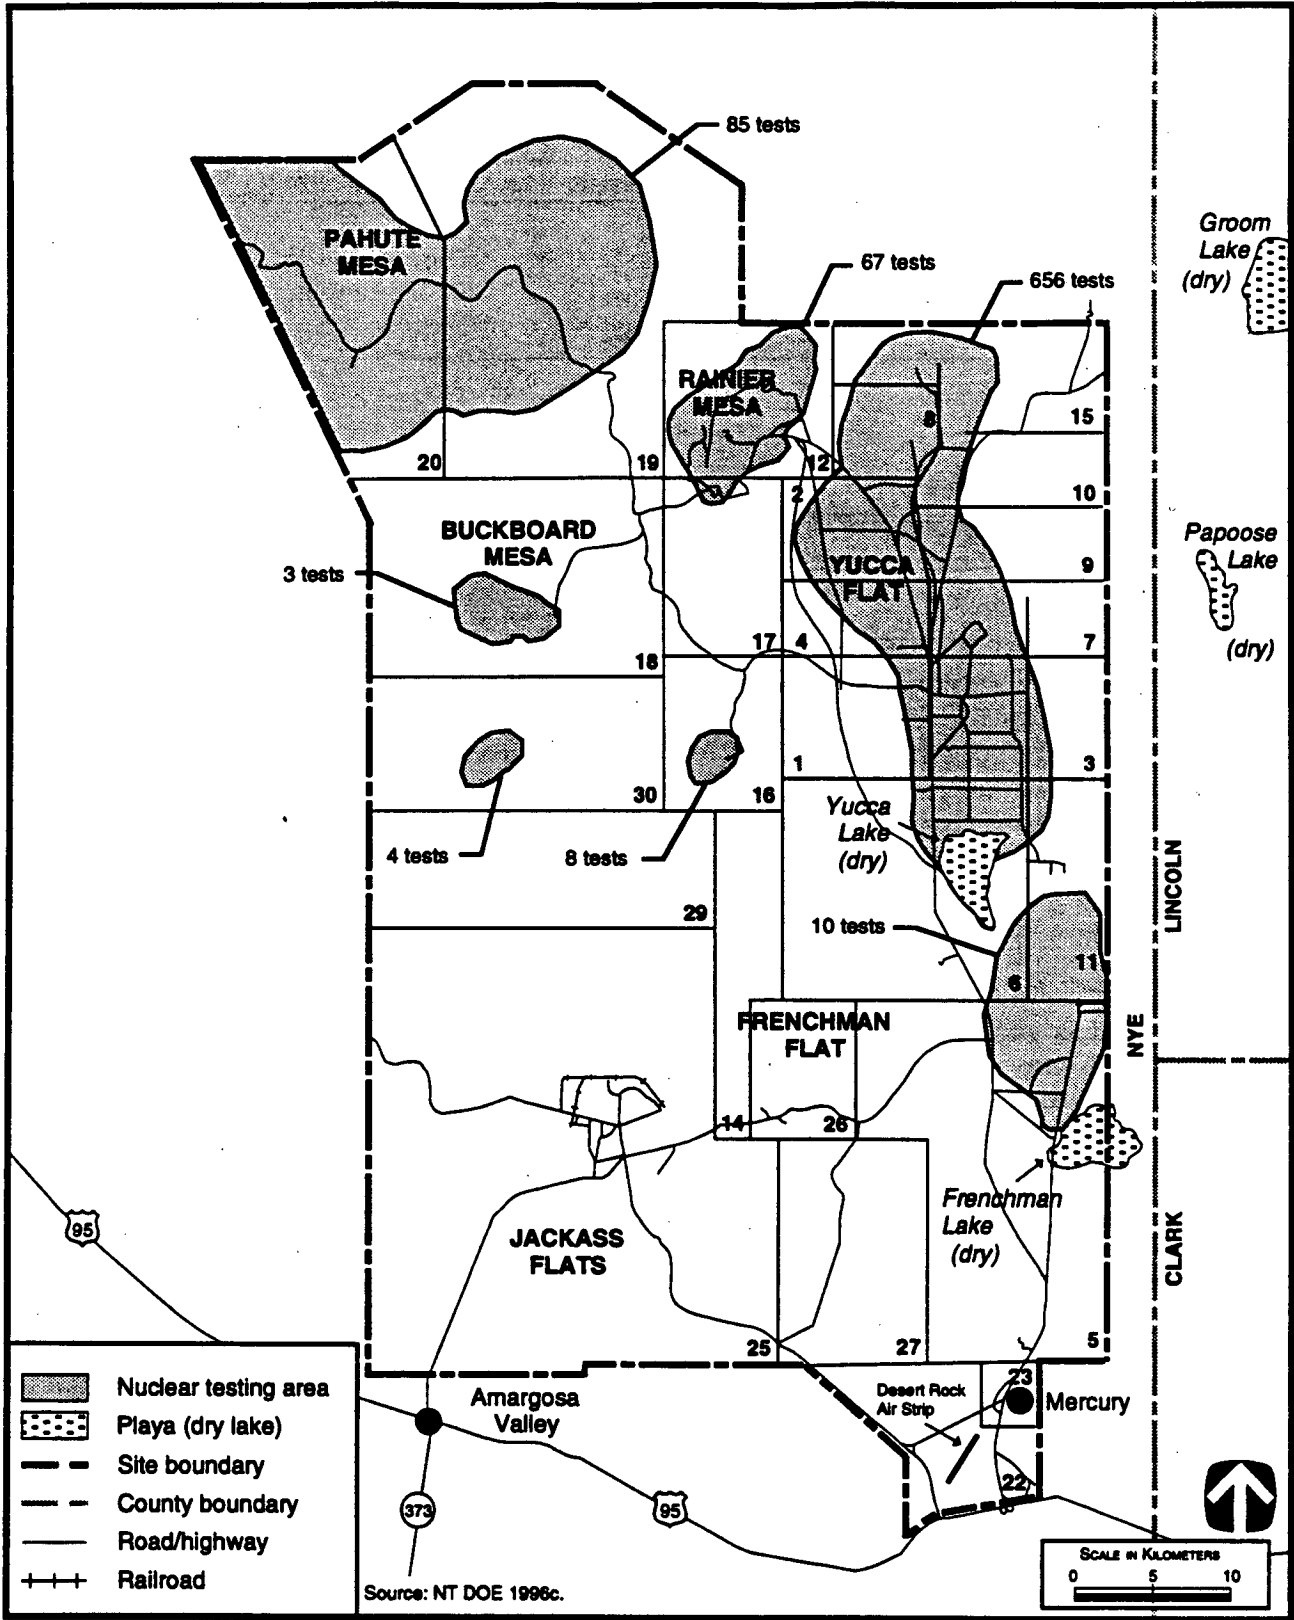 85 tests
Groom
Lake
(dry)
PAHUTE
MESA
67 tests
656 tests
RAINIER
MESA
8
15
20
19
12
2
10
BUCKBOARD
MESA
Papoose
Lake
(dry)
3 tests
YUCCA
FLAT
9
18
17
4
7
30
16
1
3
Yucca
Lake
(dry)
4 tests
8 tests
LINCOLN
29
10 tests
11
6
FRENCHMAN
FLAT
NYE
14
26
Frenchman
Lake
(dry)
CLARK
95
JACKASS
FLATS
25
27
5
Nuclear testing area
Playa (dry lake)
Site boundary
County boundary
Road/highway
Railroad
Amargosa
Valley
Desert Rock
Air Strip
23
Mercury
22
373
95
Source: NT DOE 1996c.
SCALE IN KILOMETERS
0 5 10